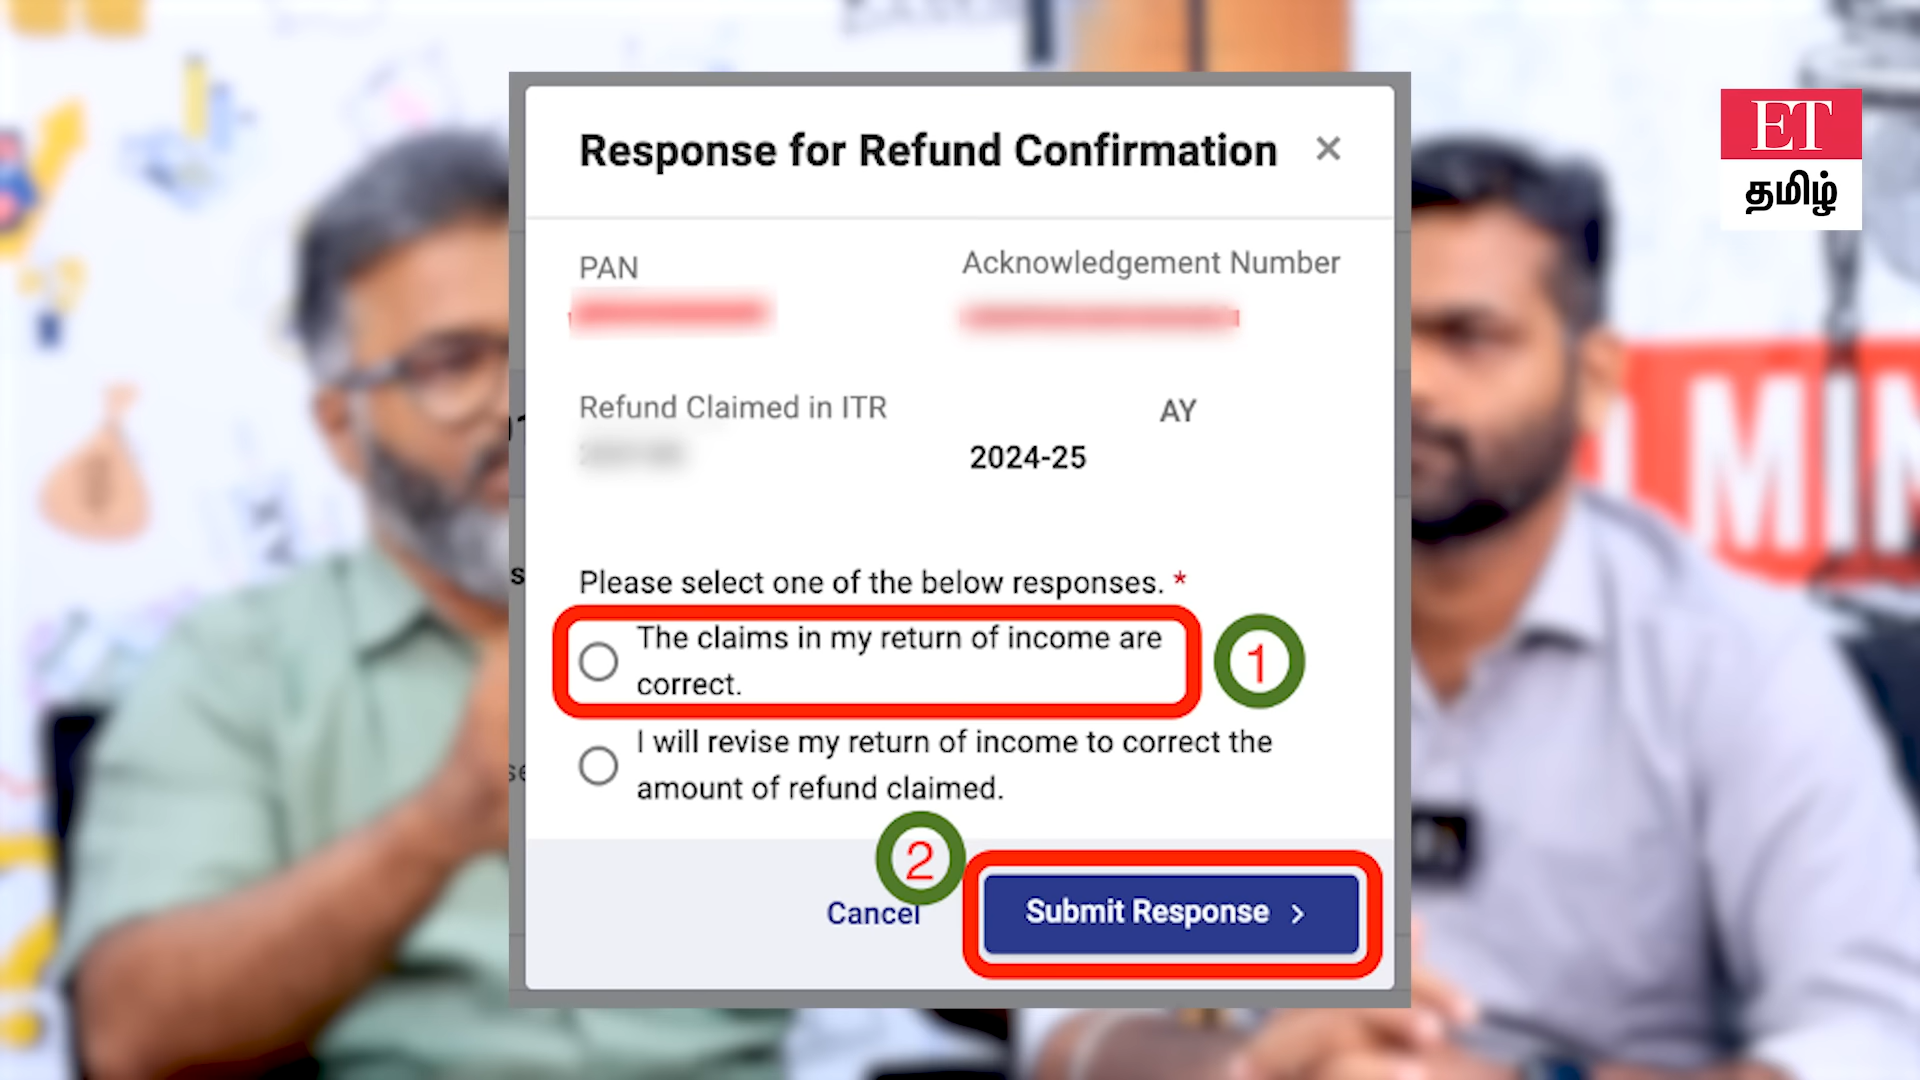 ET
தமிழ்
Response for Refund Confirmation
PAN
Acknowledgement Number
Refund Claimed in ITR
AY
2024-25
Please select one of the below responses. *
The claims in my return of income are
correct.
1
I will revise my return of income to correct the
amount of refund claimed.
2
Cancel
Submit Response
MIN